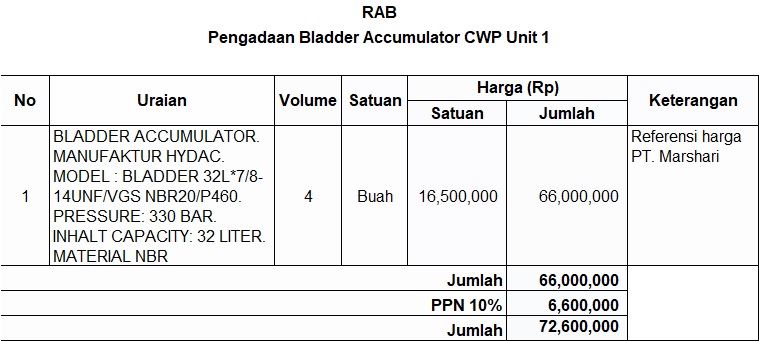 RAB
Pengadaan Bladder Accumulator CWP Unit 1
No Uraian Volume Satuan Harga (Rp) Keterangan
Satuan Jumlah
1 BLADDER ACCUMULATOR. 4 Buah 16,500,000 66,000,000 Referensi harga
MANUFAKTUR HYDAC. PT. Marshari
MODEL : BLADDER 32L*7/8-
14UNF/VGS NBR20/P460.
PRESSURE: 330 BAR.
INHALT CAPACITY: 32 LITER.
MATERIAL NBR
Jumlah 66,000,000
PPN 10% 6,600,000
Jumlah 72,600,000